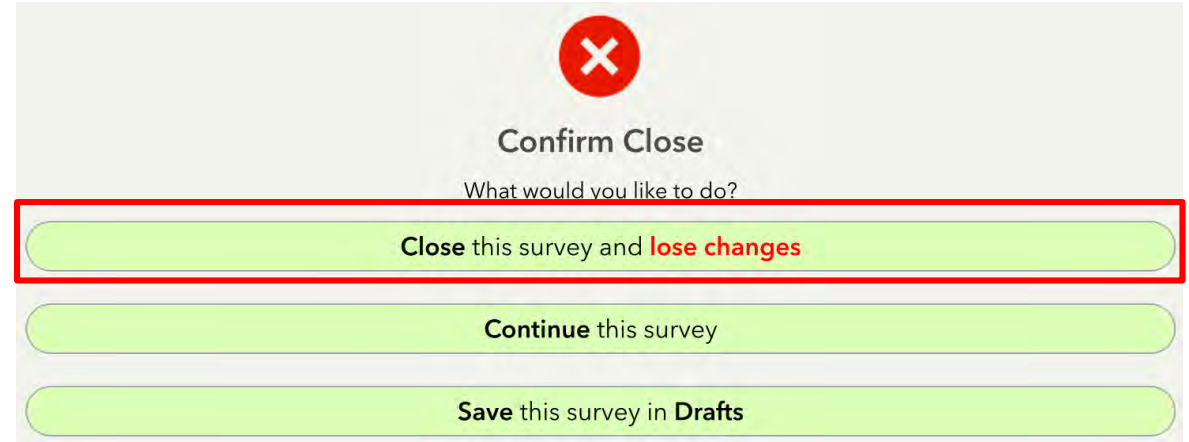 Confirm Close
What would you like to do?
Close this survey and lose changes
Continue this survey
Save this survey in Drafts